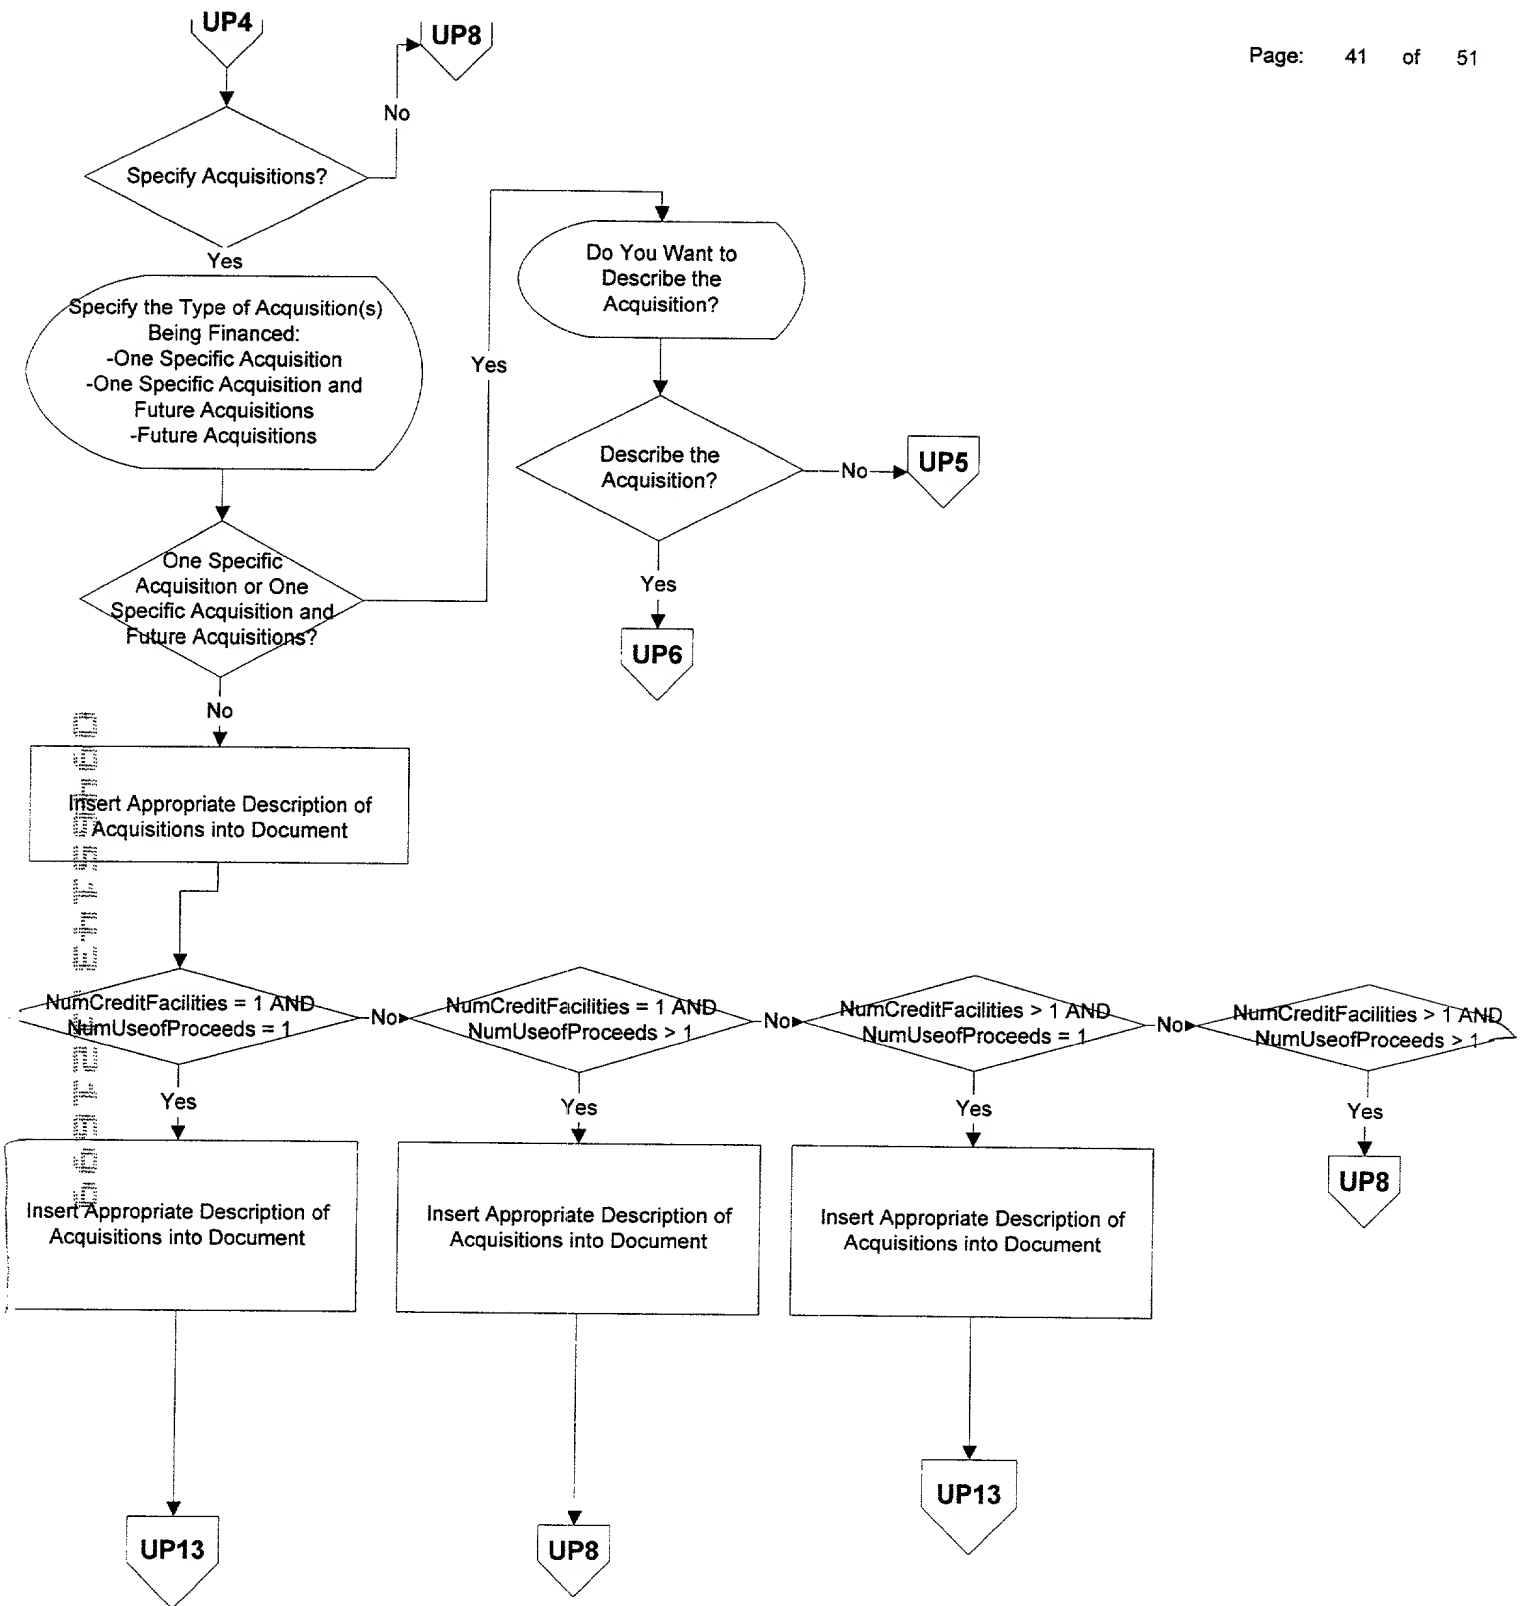 UP4
UP8
Page: 41 of 51
No
Specify Acquisitions?
Yes
Specify the Type of Acquisition(s)
Being Financed:
-One Specific Acquisition
-One Specific Acquisition and
Future Acquisitions
-Future Acquisitions
Do You Want to
Describe the
Acquisition?
Yes
Describe the
Acquisition?
No
UP5
Yes
UP6
One Specific
Acquisition or One
Specific Acquisition and
Future Acquisitions?
No
Insert Appropriate Description of
Acquisitions into Document
NumCreditFacilities = 1 AND
NumUseofProceeds = 1
No
NumCreditFacilities = 1 AND
NumUseofProceeds > 1
No
NumCreditFacilities > 1 AND
NumUseofProceeds = 1
No
NumCreditFacilities > 1 AND
NumUseofProceeds > 1
Yes
Yes
Yes
Yes
Insert Appropriate Description of
Acquisitions into Document
Insert Appropriate Description of
Acquisitions into Document
Insert Appropriate Description of
Acquisitions into Document
UP8
UP13
UP8
UP13